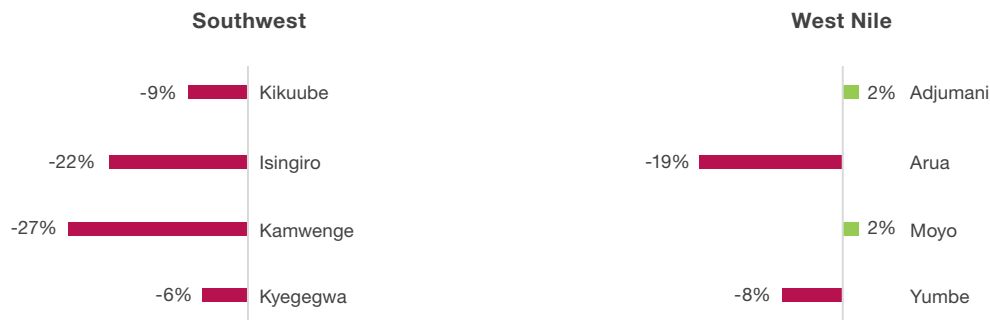 Southwest
-9% Kikuube
-22% Isingiro
-27% Kamwenge
-6% Kyegegwa
West Nile
2% Adjumani
-19% Arua
2% Moyo
-8% Yumbe